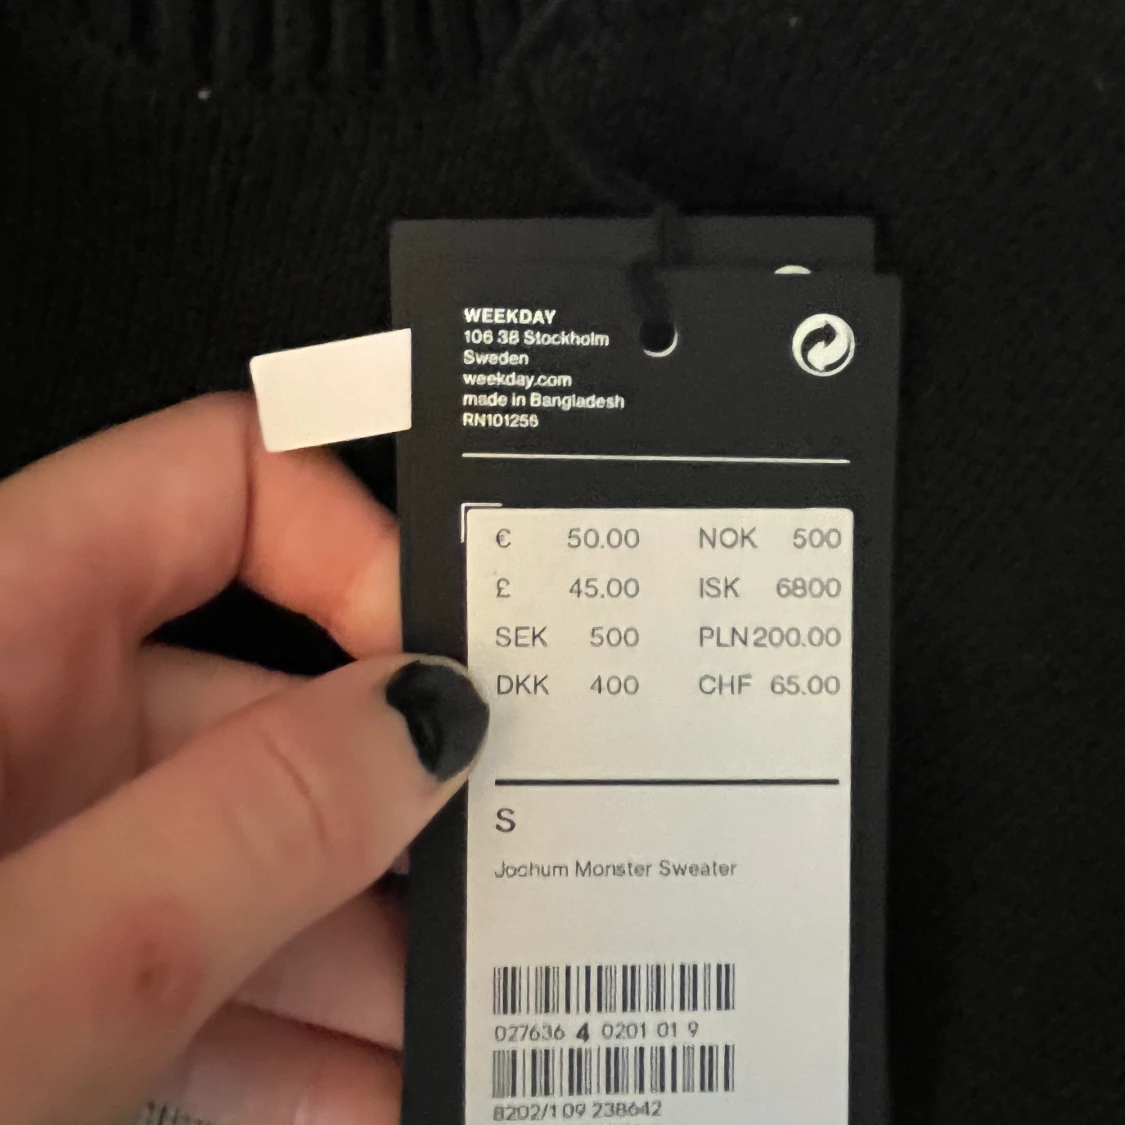 WEEKDAY
106 38 Stockholm
Sweden
weekday.com
made in Bangladesh
RN101256
€ 50.00 NOK 500
£ 45.00 ISK 6800
SEK 500 PLN 200.00
DKK 400 CHF 65.00
S
Jochum Monster Sweater
027636 4 0201 01 9
8202/1 09 238642